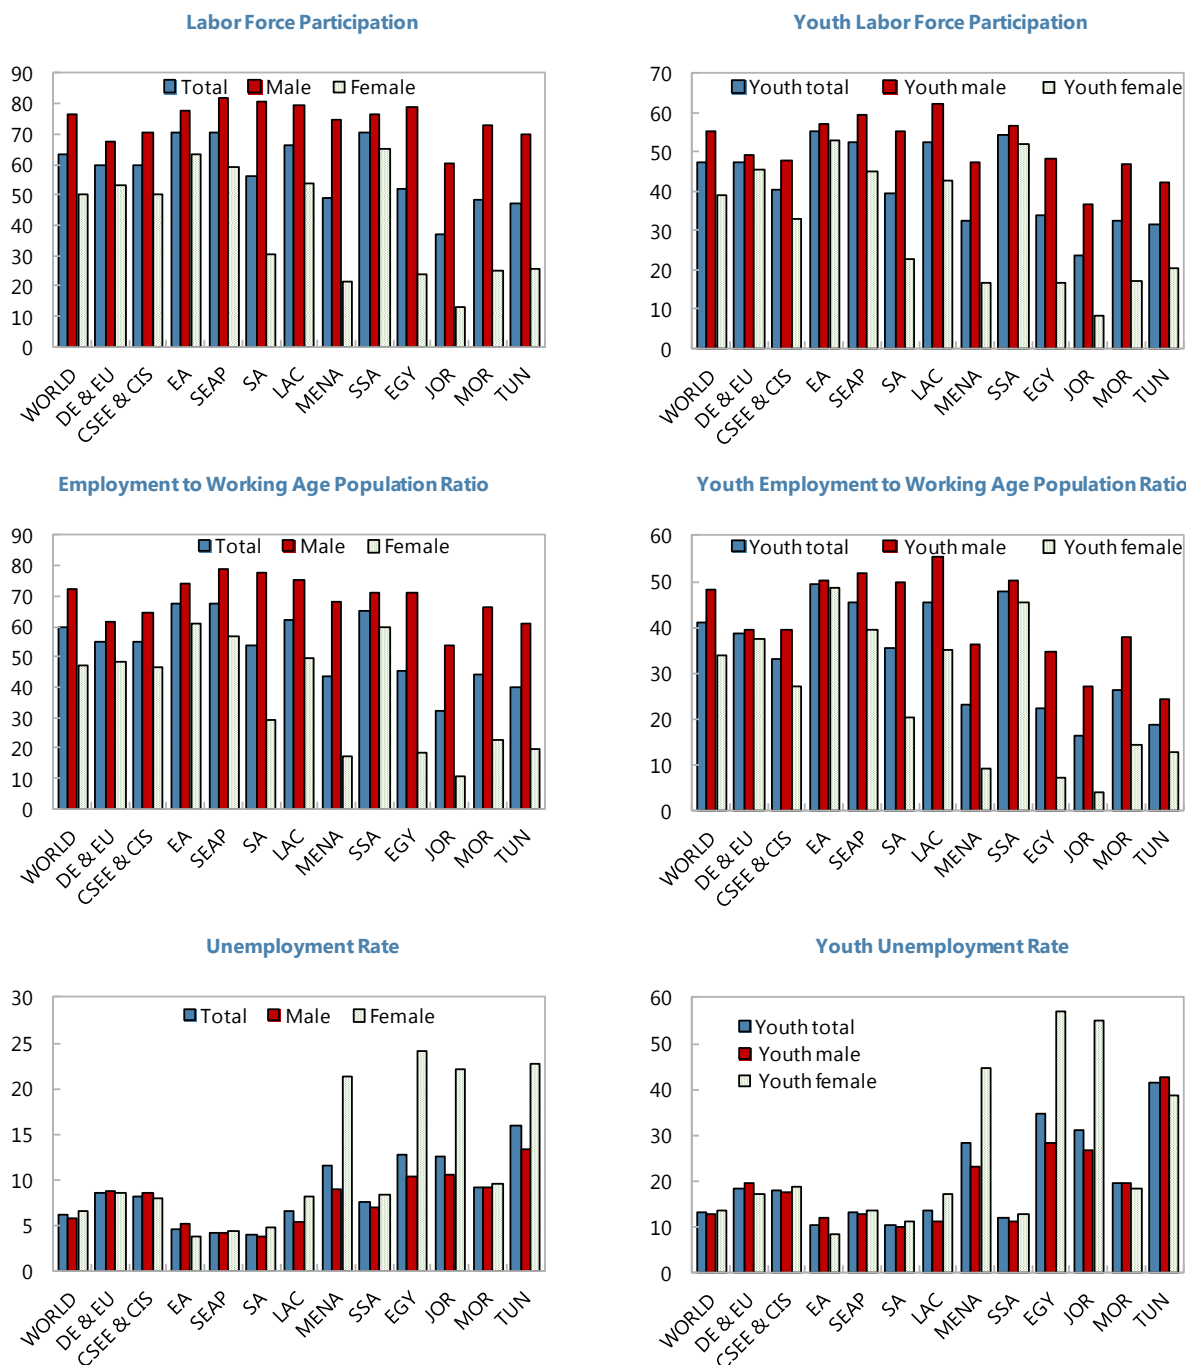 Labor Force Participation
90
80
70
60
50
40
30
20
10
0
Total Male Female
WORLD DE & EU CSEE & CIS EA SEAP SA LAC MENA SSA EGY JOR MOR TUN
Youth Labor Force Participation
70
60
50
40
30
20
10
0
Youth total Youth male Youth female
WORLD DE & EU CSEE & CIS EA SEAP SA LAC MENA SSA EGY JOR MOR TUN
Employment to Working Age Population Ratio
90
80
70
60
50
40
30
20
10
0
Total Male Female
WORLD DE & EU CSEE & CIS EA SEAP SA LAC MENA SSA EGY JOR MOR TUN
Youth Employment to Working Age Population Ratio
60
50
40
30
20
10
0
Youth total Youth male Youth female
WORLD DE & EU CSEE & CIS EA SEAP SA LAC MENA SSA EGY JOR MOR TUN
Unemployment Rate
30
25
20
15
10
5
0
Total Male Female
WORLD DE & EU CSEE & CIS EA SEAP SA LAC MENA SSA EGY JOR MOR TUN
Youth Unemployment Rate
60
50
40
30
20
10
0
Youth total
Youth male
Youth female
WORLD DE & EU CSEE & CIS EA SEAP SA LAC MENA SSA EGY JOR MOR TUN